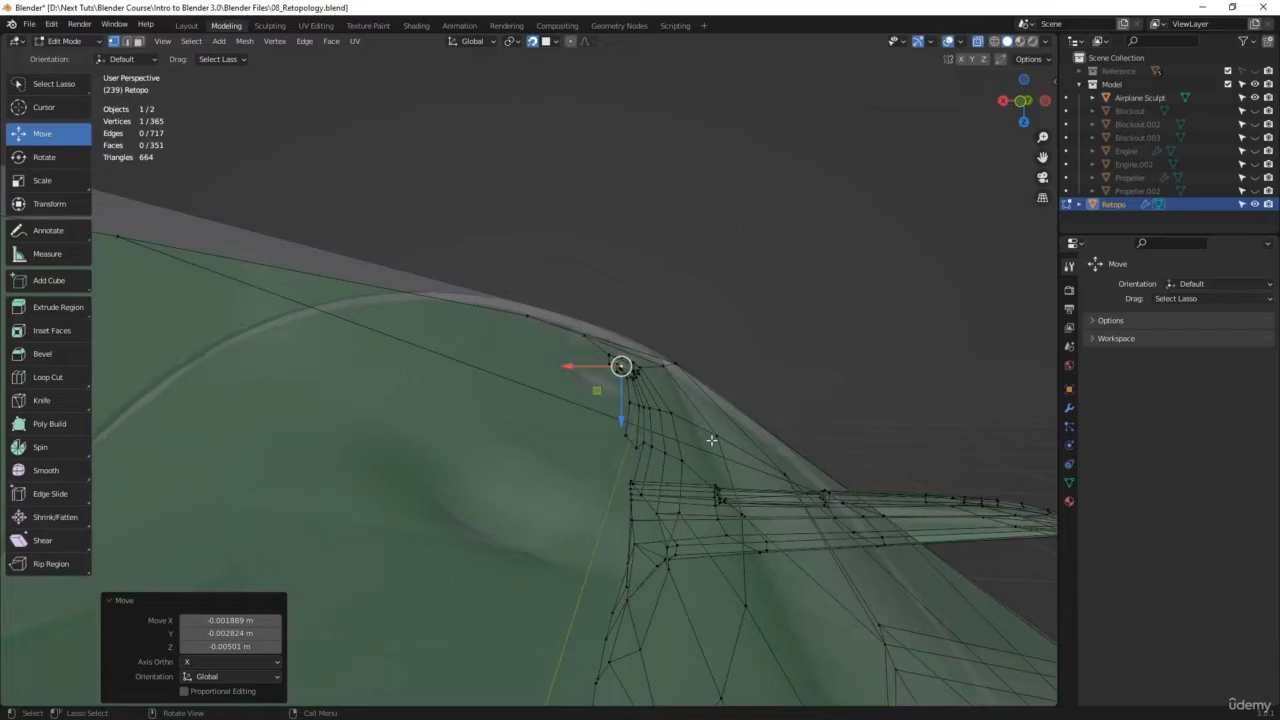 Blender* [D:\Next Tuts\Blender Course\Intro to Blender 3.0\Blender Files\08_Retopology.blend]
File Edit Render Window Help Layout Modeling Sculpting UV Editing Texture Paint Shading Animation Rendering Compositing Geometry Nodes Scripting + Scene ViewLayer
Edit Mode View Select Add Mesh Vertex Edge Face UV Global
Orientation: Default Drag: Select Lasso X Y Z Options
User Perspective
(239) Retopo
Objects 1/2
Vertices 1/365
Edges 0/717
Faces 0/351
Triangles 664
Select Lasso
Cursor
Move
Rotate
Scale
Transform
Annotate
Measure
Add Cube
Extrude Region
Inset Faces
Bevel
Loop Cut
Knife
Poly Build
Spin
Smooth
Edge Slide
Shrink/Fatten
Shear
Rip Region
X Y
Z
Move
Move X -0.001889 m
Y -0.002824 m
Z -0.00501 m
Axis Ortho X
Orientation Global
Proportional Editing
Scene Collection
Reference
Model
Airplane Sculpt
Blockout
Blockout.002
Blockout.003
Engine
Engine.002
Propeller
Propeller.002
Retopo
Move
Orientation Default
Drag: Select Lasso
Options
Workspace
Select Lasso Select Rotate View Call Menu
ûdemy
3.0.1